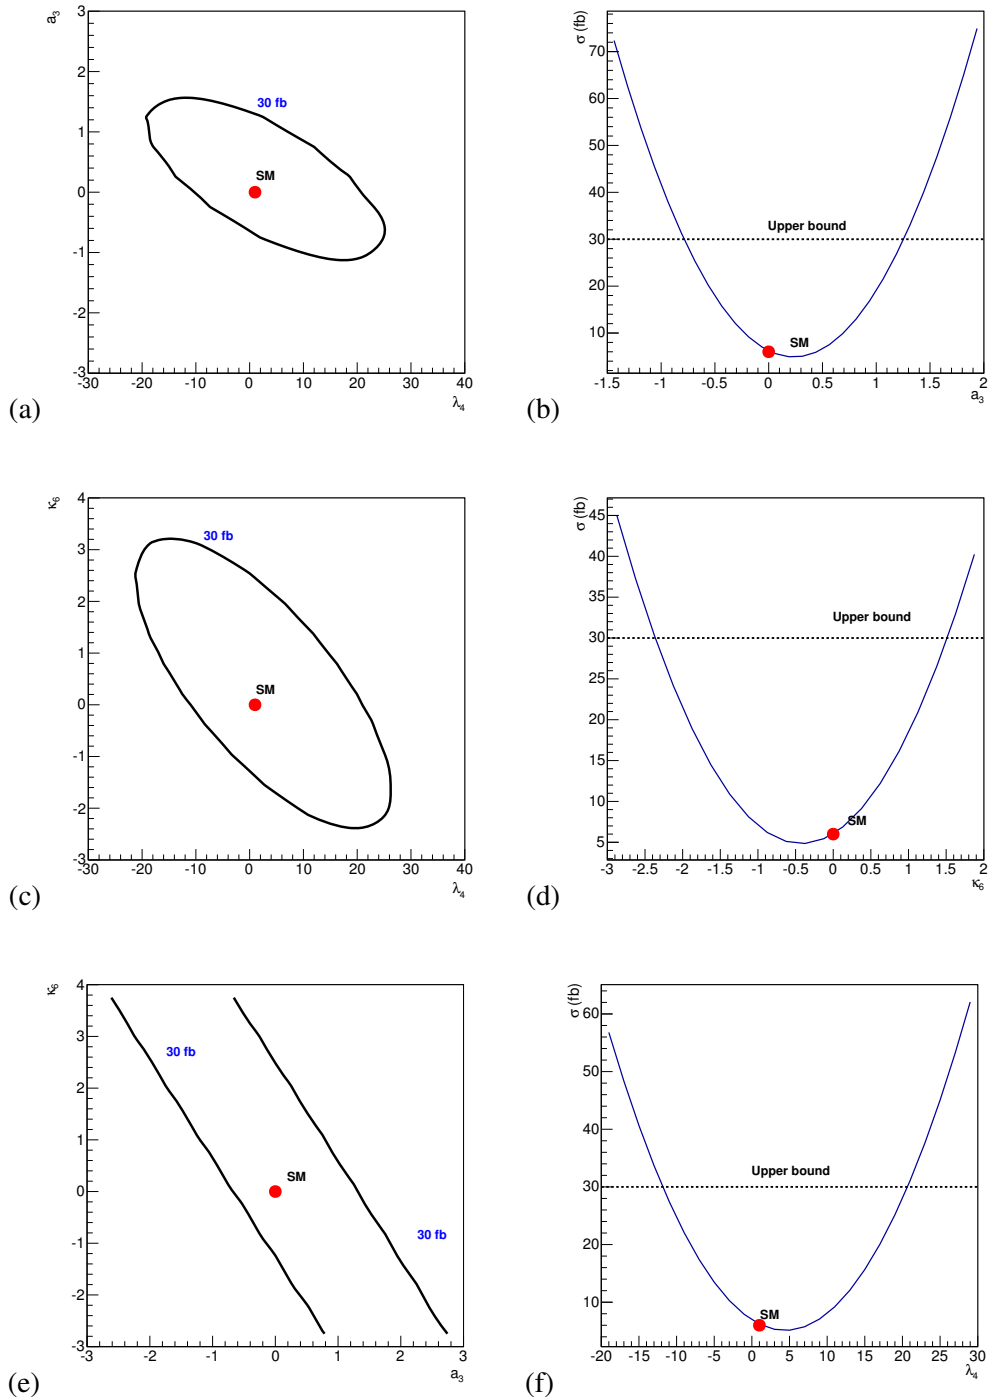 a₃
3
2
1
0
-1
-2
-3
30 fb
SM
-30 -20 -10 0 10 20 30 40
λ₄
(a)
σ (fb)
70
60
50
40
30
20
10
Upper bound
SM
-1.5 -1 -0.5 0 0.5 1 1.5 2
a₃
(b)
κ₆
4
3
2
1
0
-1
-2
-3
30 fb
SM
-30 -20 -10 0 10 20 30 40
λ₄
(c)
σ (fb)
45
40
35
30
25
20
15
10
5
Upper bound
SM
-3 -2.5 -2 -1.5 -1 -0.5 0 0.5 1 1.5 2
κ₆
(d)
κ₆
4
3
2
1
0
-1
-2
-3
30 fb
SM
30 fb
-3 -2 -1 0 1 2 3
a₃
(e)
σ (fb)
60
50
40
30
20
10
Upper bound
SM
-20 -15 -10 -5 0 5 10 15 20 25 30
λ₄
(f)